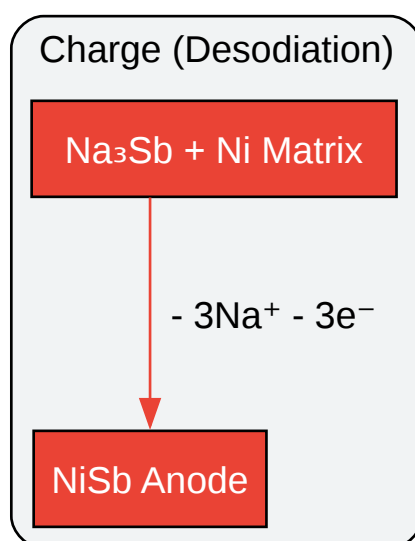 Charge (Desodiation)
Na₃Sb + Ni Matrix
- 3Na⁺ - 3e⁻
NiSb Anode